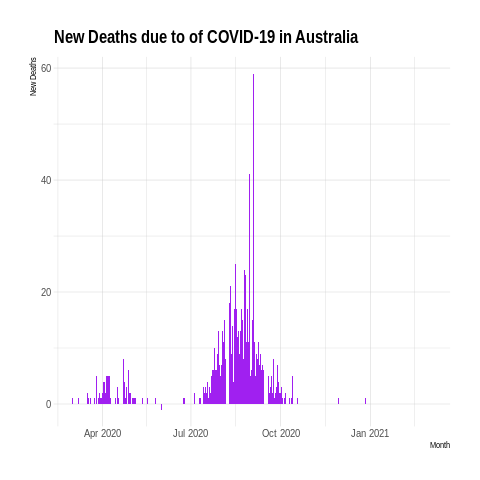 New Deaths due to of COVID-19 in Australia
New Deaths
60
40
20
0
Apr 2020 Jul 2020 Oct 2020 Jan 2021
Month